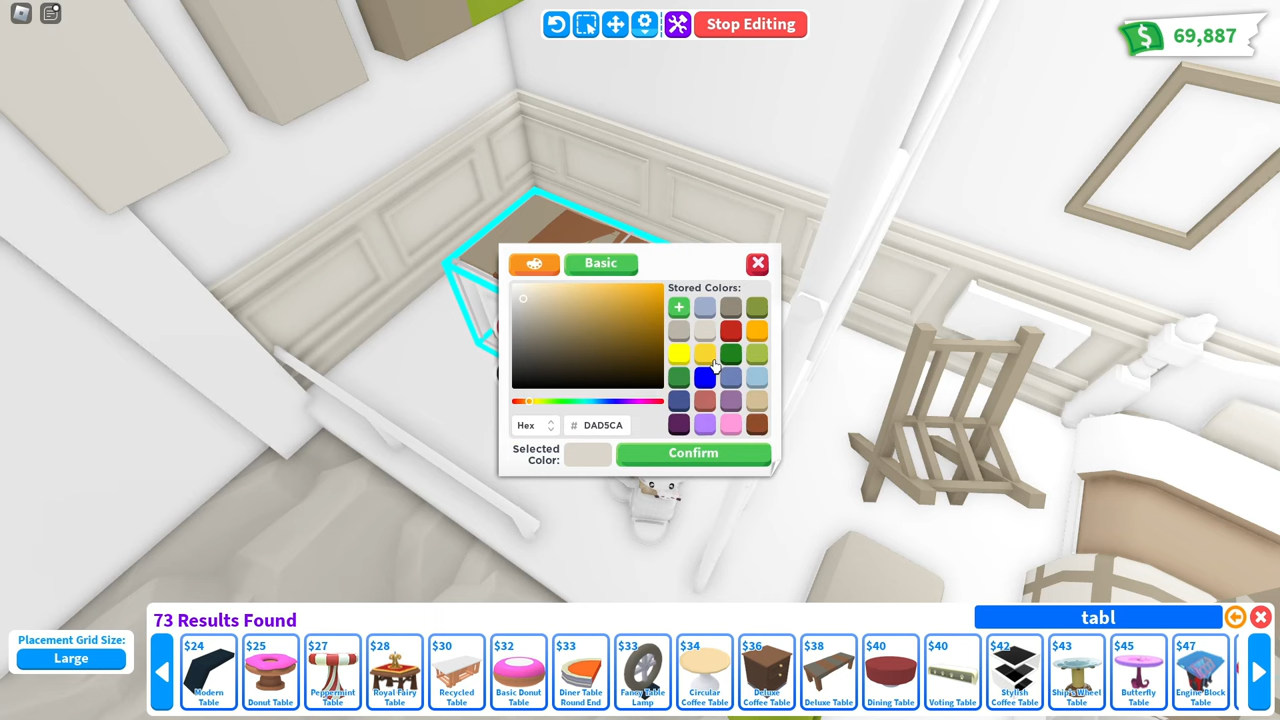 Stop Editing
69,887
Basic
Stored Colors:
Hex
# DAD5CA
Selected
Color:
Confirm
73 Results Found
tabl
Placement Grid Size:
Large
$24
Modern
Table
$25
Donut Table
$27
Peppermint
Table
$28
Royal Fairy
Table
$30
Recycled
Table
$32
Basic Donut
Table
$33
Diner Table
Round End
$33
Fancy Table
Lamp
$34
Circular
Coffee Table
$36
Deluxe
Coffee Table
$38
Deluxe Table
$40
Dining Table
$40
Voting Table
$42
Stylish
Coffee Table
$43
Ship's Wheel
Table
$45
Butterfly
Table
$47
Engine Block
Table